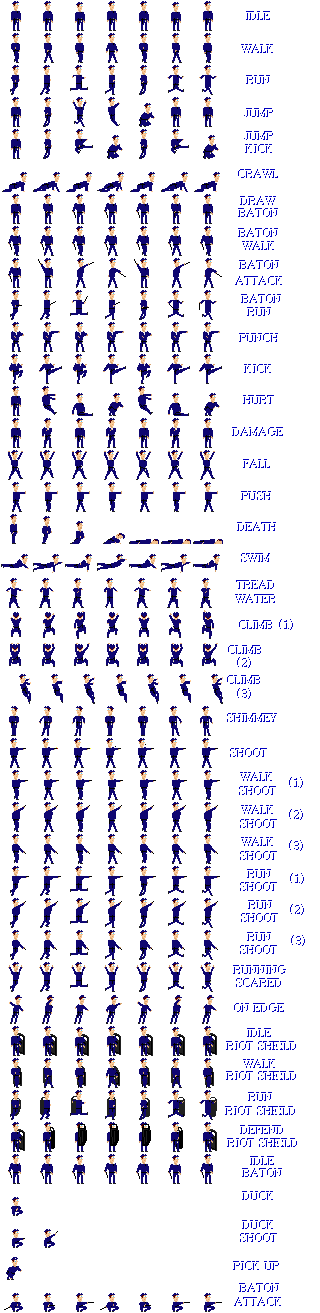 IDLE
WALK
RUN
JUMP
JUMP
KICK
CRAWL
DRAW
BATON
BATON
WALK
BATON
ATTACK
BATON
RUN
PUNCH
KICK
HURT
DAMAGE
FALL
PUSH
DEATH
SWIM
TREAD
WATER
CLIMB (1)
CLIMB
(2)
CLIMB
(3)
SHIMMEY
SHOOT
WALK (1)
SHOOT
WALK (2)
SHOOT
WALK (3)
SHOOT
RUN (1)
SHOOT
RUN (2)
SHOOT
RUN (3)
SHOOT
RUNNING
SCARED
ON EDGE
IDLE
RIOT SHEILD
WALK
RIOT SHEILD
RUN
RIOT SHEILD
DEFEND
RIOT SHEILD
IDLE
BATON
DUCK
DUCK
SHOOT
PICK UP
BATON
ATTACK